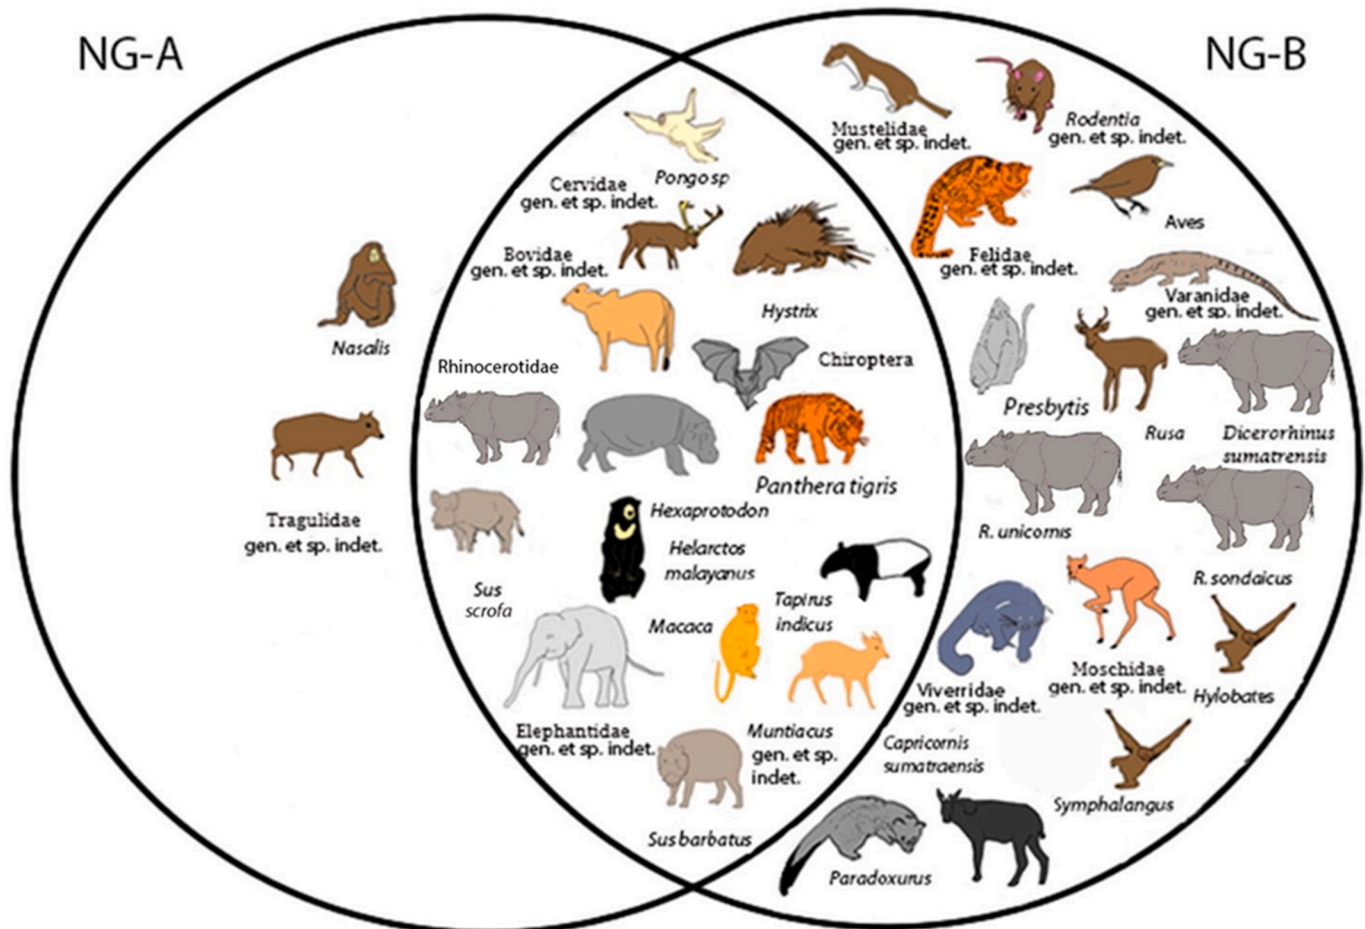 NG-A
NG-B
Nasalis
Tragulidae
gen. et sp. indet.
Pongo sp
Cervidae
gen. et sp. indet.
Bovidae
gen. et sp. indet.
Hystrix
Chiroptera
Rhinocerotidae
Panthera tigris
Hexaprotodon
Helarctos
malayanus
Sus
scrofa
Tapirus
indicus
Macaca
Elephantidae
gen. et sp. indet.
Muntiacus
gen. et sp.
indet.
Sus barbatus
Mustelidae
gen. et sp. indet.
Rodentia
gen. et sp. indet.
Aves
Felidae
gen. et sp. indet.
Varanidae
gen. et sp. indet.
Presbytis
Rusa
Dicerorhinus
sumatrensis
R. unicornis
R. sondaicus
Moschidae
gen. et sp. indet.
Viverridae
gen. et sp. indet.
Hylobates
Capricornis
sumatraensis
Symphalangus
Paradoxurus